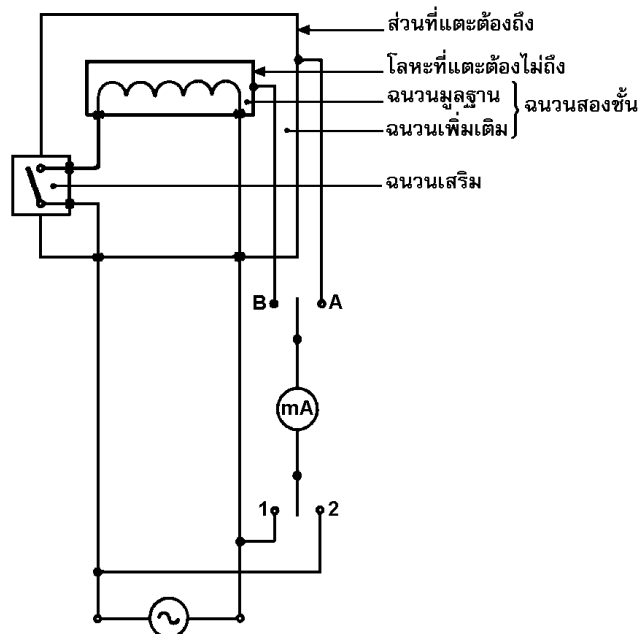 ส่วนที่แตะต้องถึง
โลหะที่แตะต้องไม่ถึง
ฉนวนมูลฐาน
ฉนวนสองชั้น
ฉนวนเพิ่มเติม
ฉนวนเสริม
B A
mA
1 2